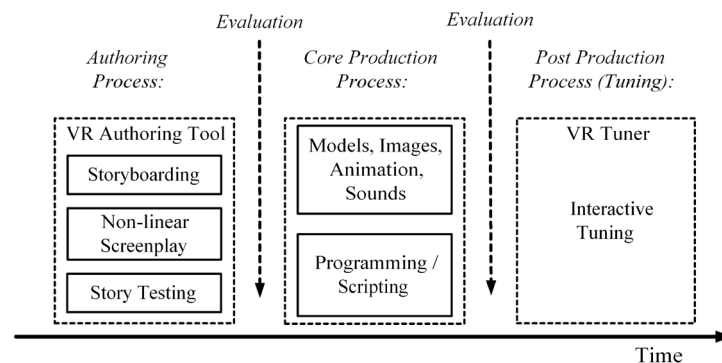 Evaluation
Evaluation
Authoring
Process:
Core Production
Process:
Post Production
Process (Tuning):
VR Authoring Tool
Storyboarding
Non-linear
Screenplay
Story Testing
Models, Images,
Animation,
Sounds
Programming /
Scripting
VR Tuner
Interactive
Tuning
Time